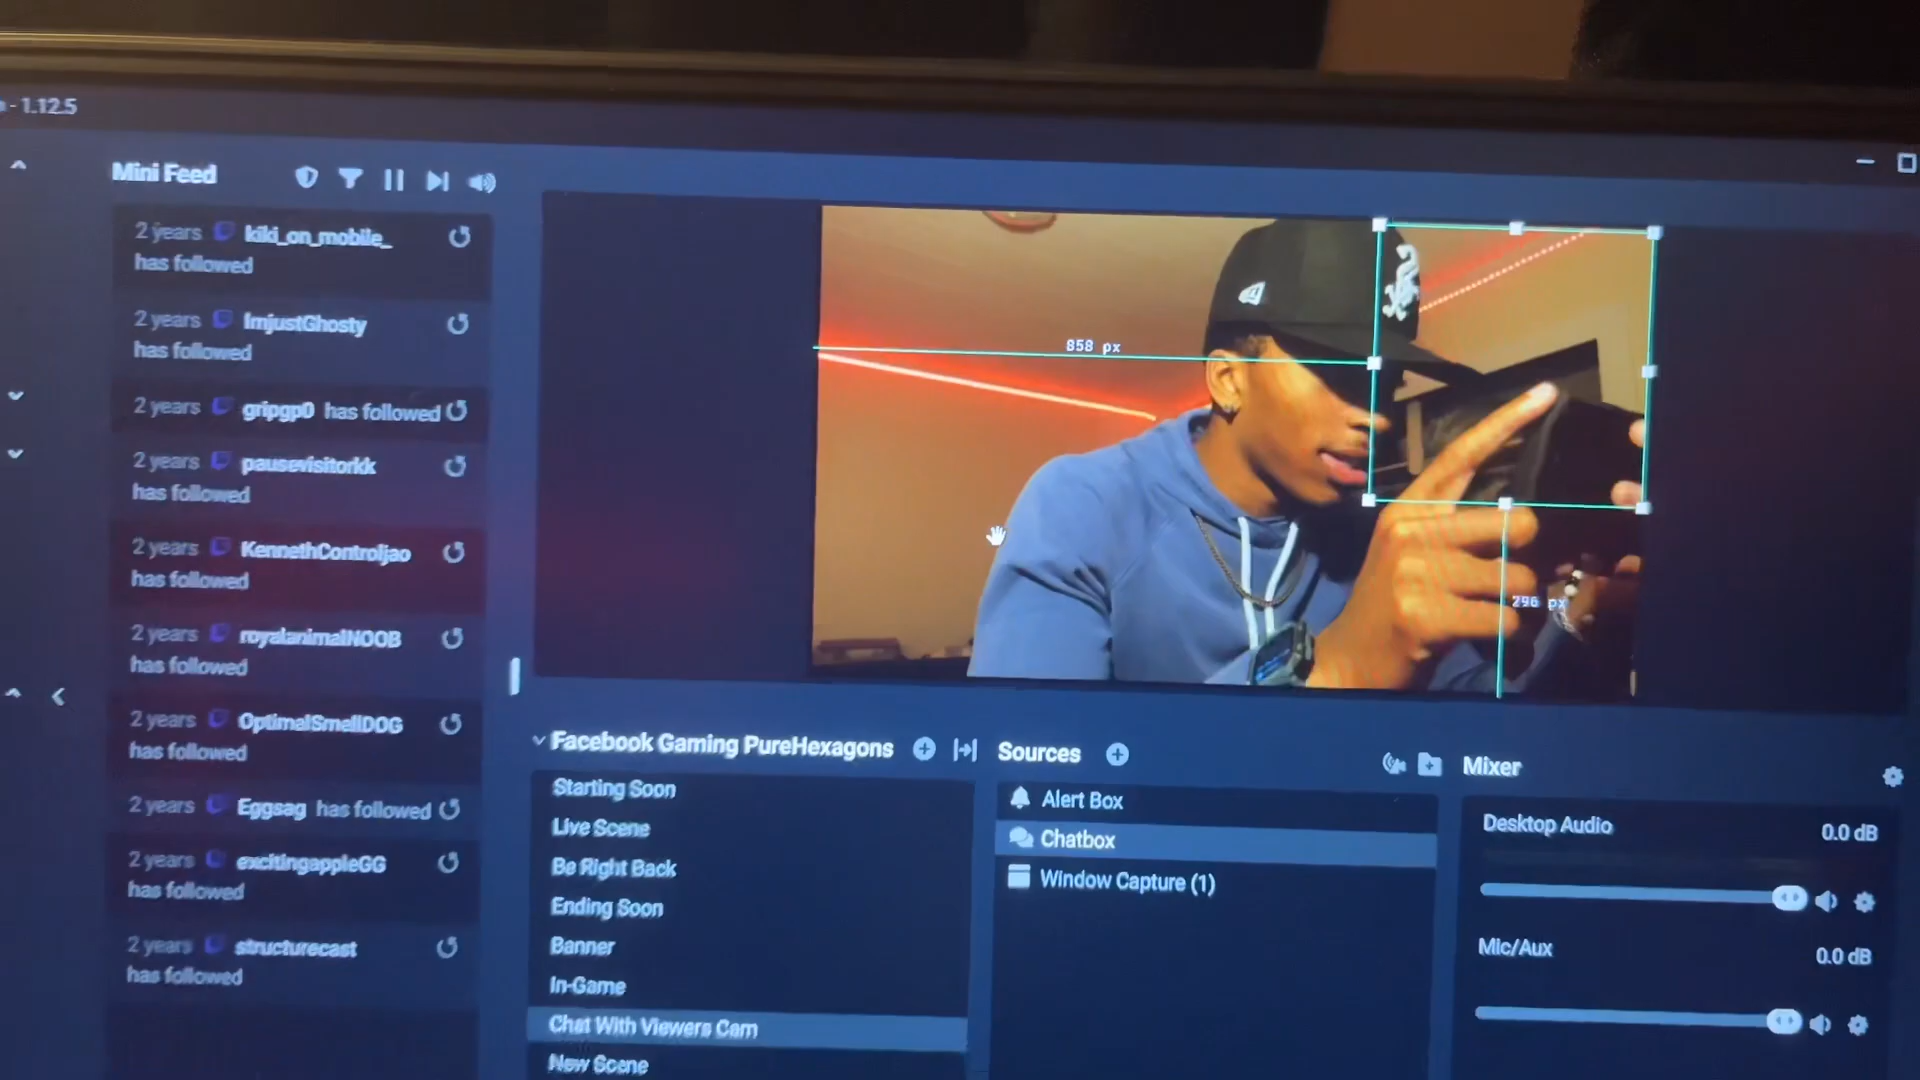 - 1.12.5
Mini Feed
2 years kiki_on_mobile_
has followed
2 years ImjustGhosty
has followed
2 years gripgp0 has followed
2 years pausevisitorkk
has followed
2 years KennethControljao
has followed
2 years royalanimalNOOB
has followed
2 years OptimalSmellDOG
has followed
2 years Eggsag has followed
2 years excitingappleGG
has followed
2 years structurecast
has followed
858 px
296 px
Facebook Gaming PureHexagons
Starting Soon
Live Scene
Be Right Back
Ending Soon
Banner
In-Game
Chat With Viewers Cam
New Scene
Sources
Alert Box
Chatbox
Window Capture (1)
Mixer
Desktop Audio 0.0 dB
Mic/Aux 0.0 dB